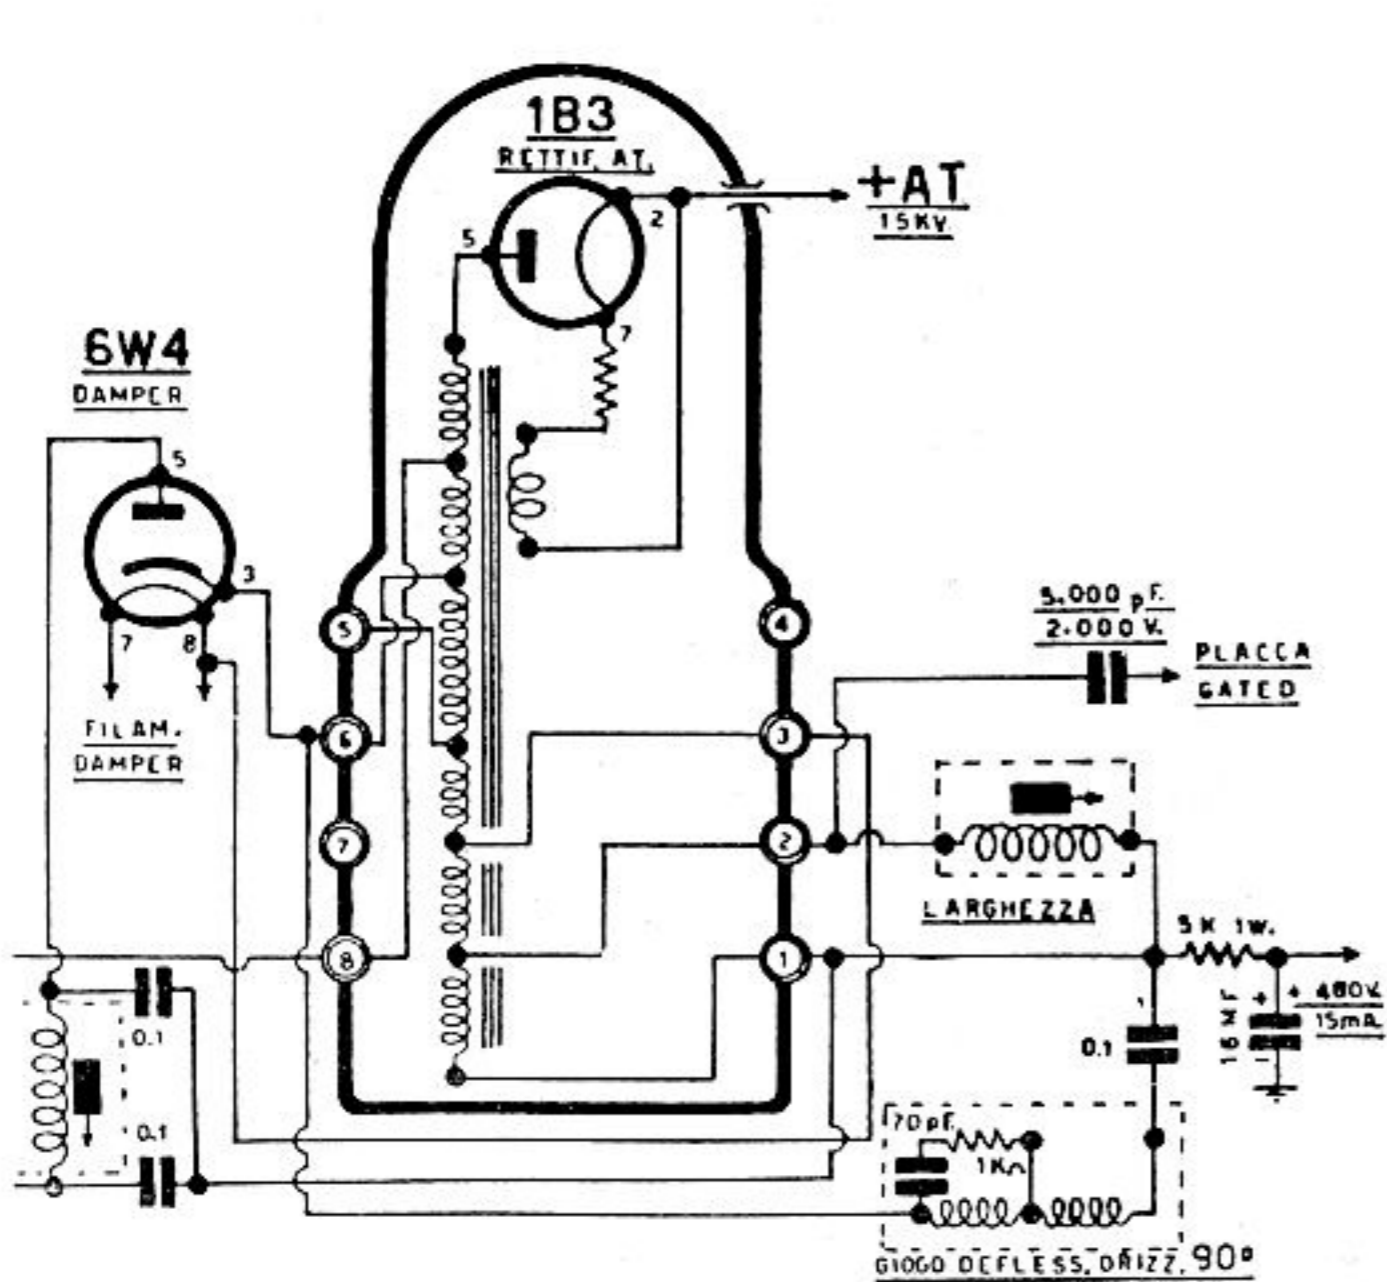 1B3
RETTIF. AT.
+AT
15KV
2
5
7
6W4
DAMPER
5
3
7
8
FILAM.
DAMPER
5
4
5.000 pF.
2.000 V.
PLACCA
GATED
6
3
7
2
LARGHEZZA
5K 1W.
8
1
+ + 480V.
15mA
16 MF
-
0.1
0.1
0.1
70 pF.
1KΩ
GIOGO DEFLESS. ORIZZ. 90°